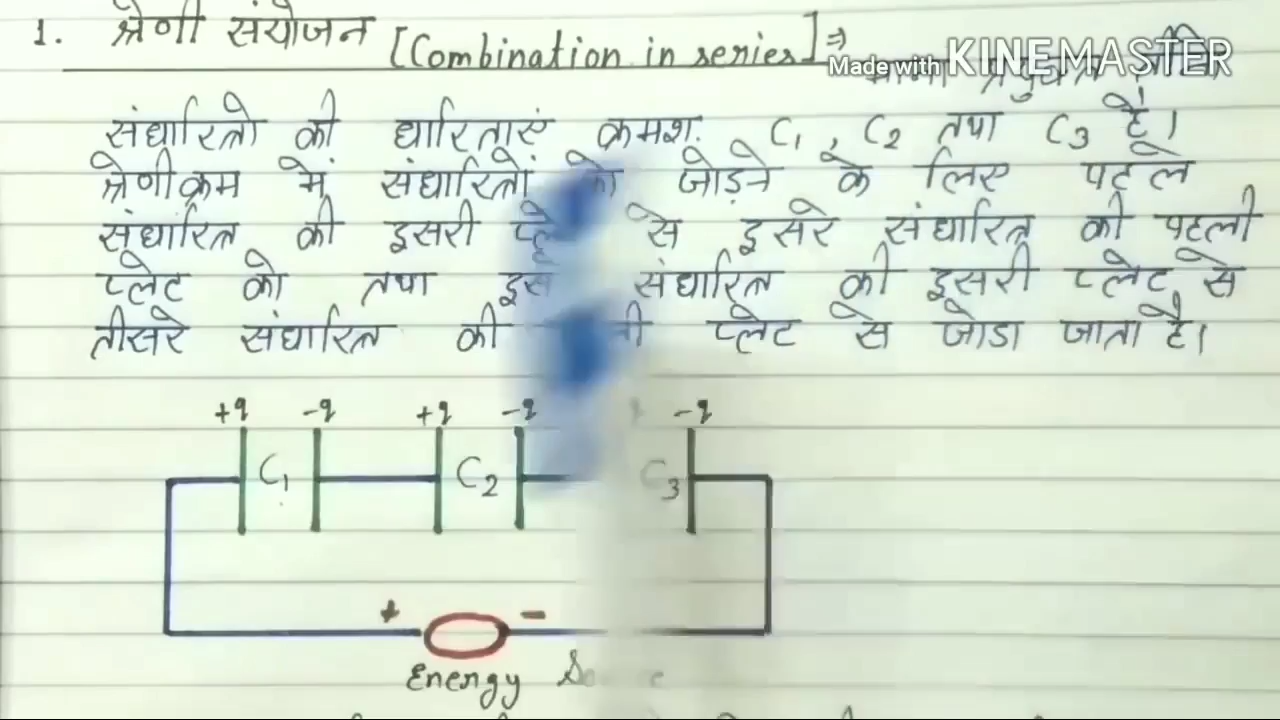 1. श्रेणी संयोजन [Combination in series] ⇒
Made with KINEMASTER
संधारित्रो की धारिताएं क्रमशः C₁, C₂ तथा C₃ है।
श्रेणीक्रम में संधारित्रों को जोड़ने के लिए पहले
संधारित्र की दुसरी से दुसरे संधारित्र की पहली
प्लेट को तथा संधारित्र की दुसरी प्लेट से
तीसरे संधारित्र की प्लेट से जोडा जाता है।
+q -q +q -q -q
C₁ C₂ C₃
+ -
Energy